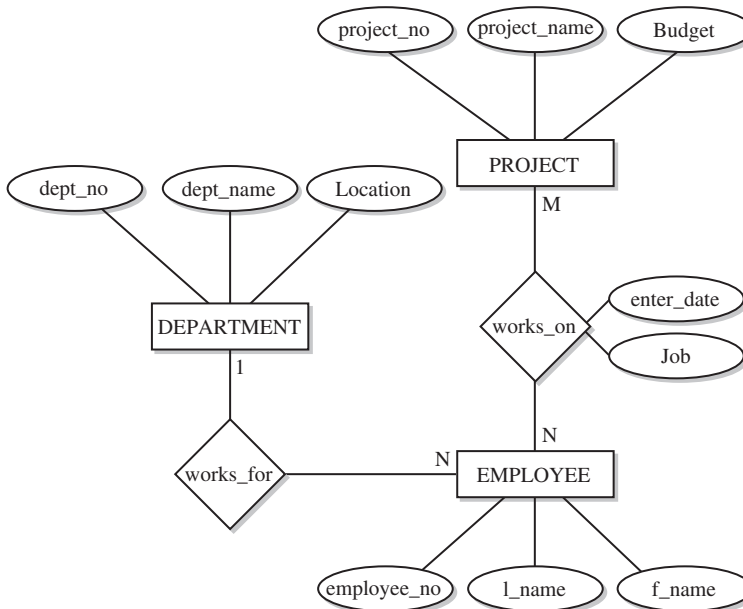 project_no
project_name
Budget
PROJECT
M
dept_no
dept_name
Location
DEPARTMENT
1
works_on
enter_date
Job
works_for
N
N
EMPLOYEE
employee_no
l_name
f_name